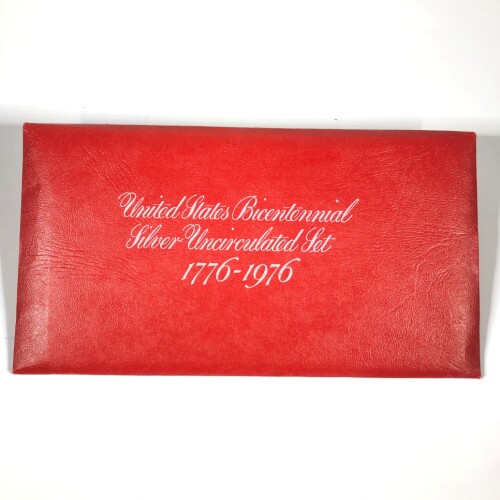 United States Bicentennial
Silver Uncirculated Set
1776-1976